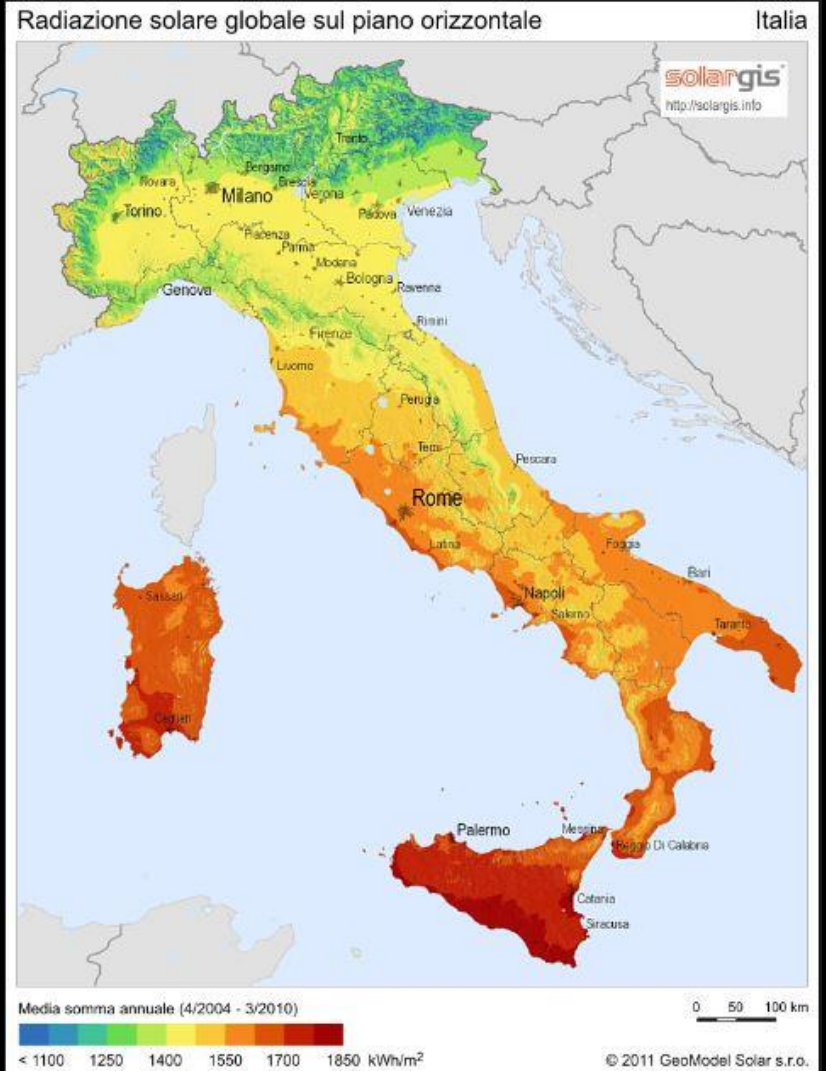 Radiazione solare globale sul piano orizzontale
Italia
solargis
http://solargis.info
Trento
Bergamo
Novara
Brescia
Milano
Verona
Torino
Padova
Venezia
Piacenza
Parma
Modena
Bologna
Genova
Ravenna
Rimini
Firenze
Livorno
Perugia
Terni
Pescara
Rome
Latina
Foggia
Bari
Napoli
Sassari
Salerno
Taranto
Cagliari
Palermo
Messina
Reggio Di Calabria
Catania
Siracusa
Media somma annuale (4/2004 - 3/2010)
0 50 100 km
< 1100 1250 1400 1550 1700 1850 kWh/m²
© 2011 GeoModel Solar s.r.o.